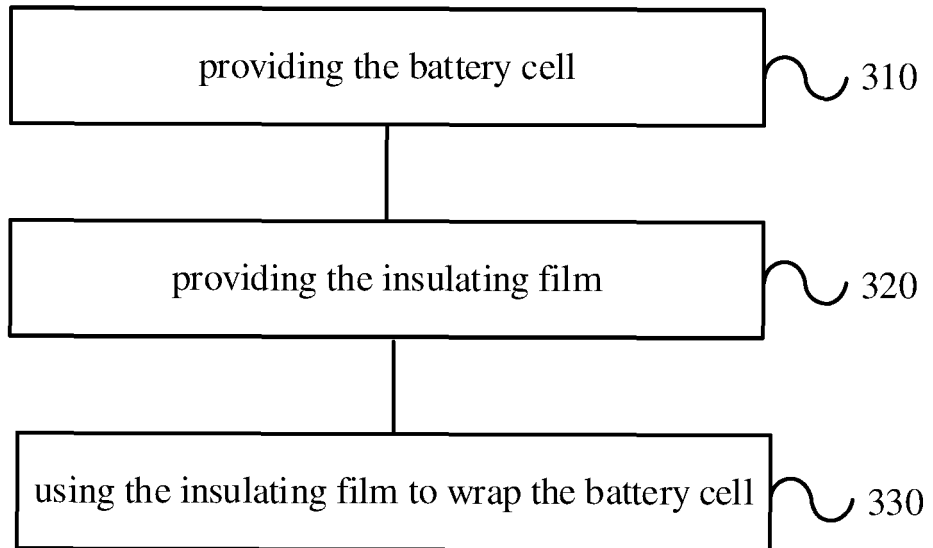 providing the battery cell
310
providing the insulating film
320
using the insulating film to wrap the battery cell
330